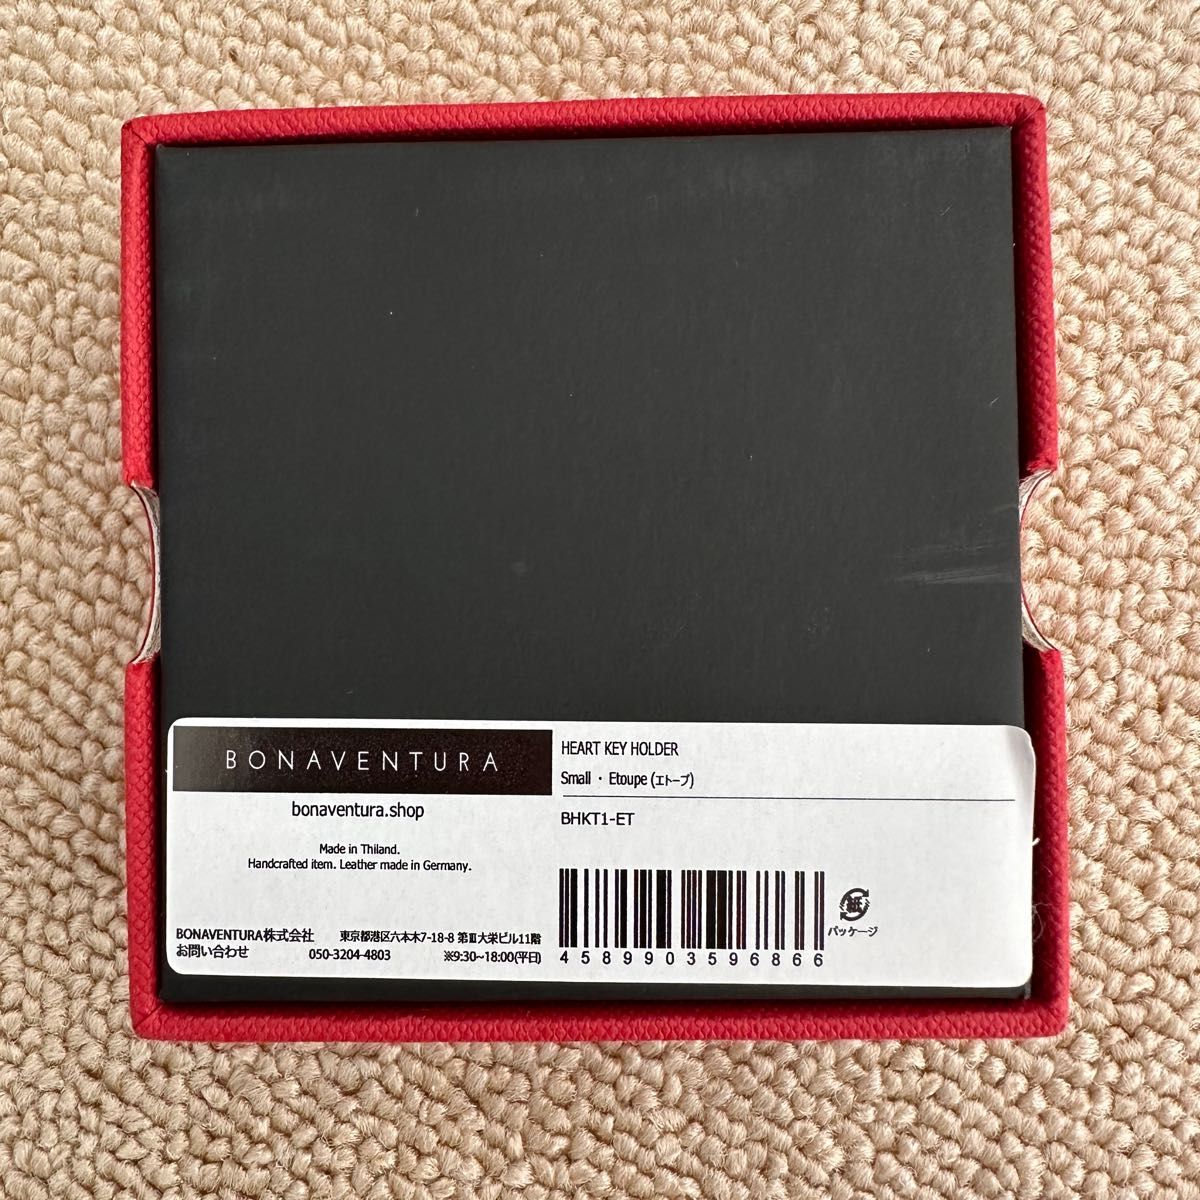 BONAVENTURA
bonaventura.shop
Made in Thiland.
Handcrafted item. Leather made in Germany.
BONAVENTURA株式会社 東京都港区六本木7-18-8 第Ⅲ大栄ビル11階
お問い合わせ 050-3204-4803 ※9:30~18:00(平日)
HEART KEY HOLDER
Small ・ Etoupe (エトープ)
BHKT1-ET
4589903596866
紙
パッケージ